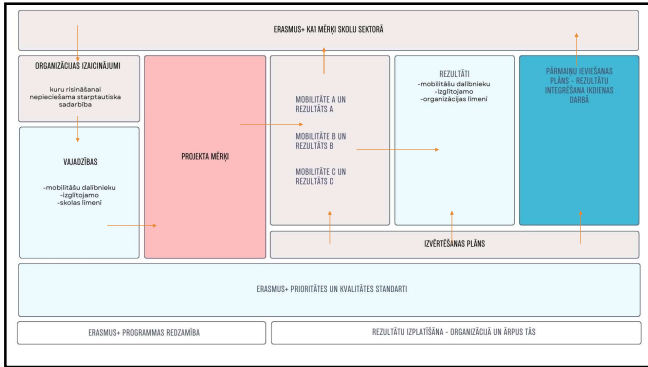 ERASMUS+ KA1 MĒRĶI SKOLU SEKTORĀ
ORGANIZĀCIJAS IZAICINĀJUMI
kuru risināšanai
nepieciešama starptautiska
sadarbība
VAJADZĪBAS
-mobilitāšu dalībnieku
-izglītojamo
-skolas līmenī
PROJEKTA MĒRĶI
MOBILITĀTE A UN
REZULTĀTS A
MOBILITĀTE B UN
REZULTĀTS B
MOBILITĀTE C UN
REZULTĀTS C
REZULTĀTI
-mobilitāšu dalībnieku
-izglītojamo
-organizācijas līmenī
PĀRMAIŅU IEVIEŠANAS
PLĀNS - REZULTĀTU
INTEGRĒŠANA IKDIENAS
DARBĀ
IZVĒRTĒŠANAS PLĀNS
ERASMUS+ PRIORITĀTES UN KVALITĀTES STANDARTI
ERASMUS+ PROGRAMMAS REDZAMĪBA
REZULTĀTU IZPLATĪŠANA - ORGANIZĀCIJĀ UN ĀRPUS TĀS